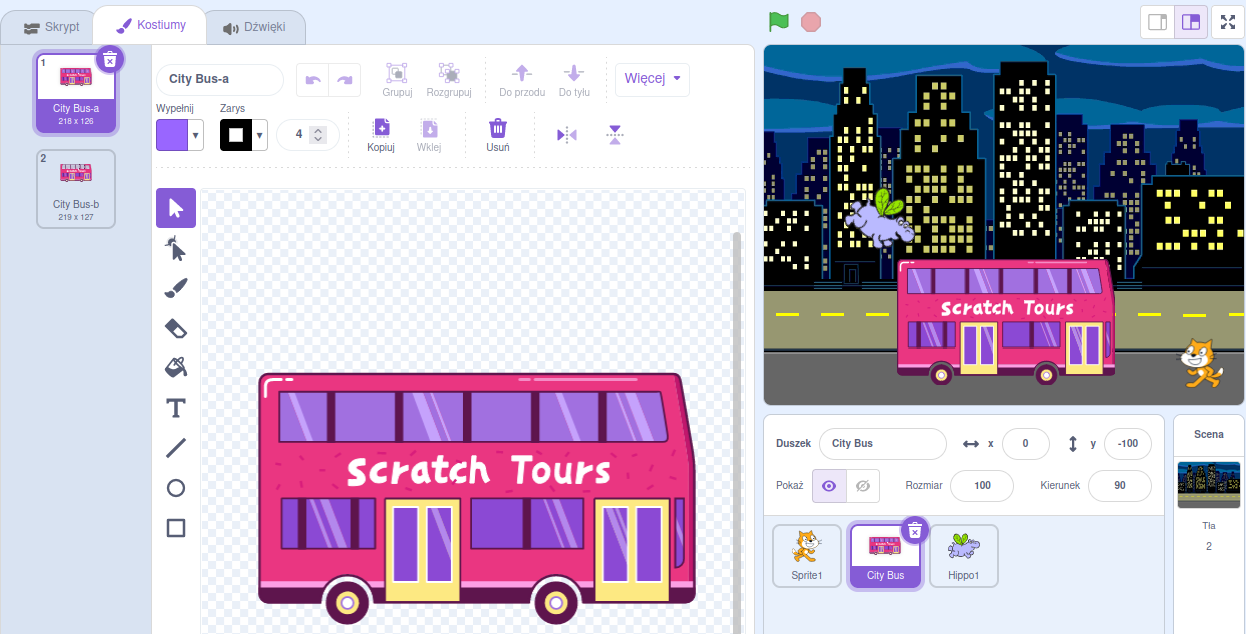 Skrypt
Kostiumy
Dźwięki
1
City Bus-a
218 x 126
2
City Bus-b
219 x 127
City Bus-a
Grupuj
Rozgrupuj
Do przodu
Do tyłu
Więcej
Wypełnij
Zarys
4
Kopiuj
Wklej
Usuń
T
Scratch Tours
Scratch Tours
Duszek
City Bus
x
0
y
-100
Pokaż
Rozmiar
100
Kierunek
90
Sprite1
City Bus
Hippo1
Scena
Tła
2